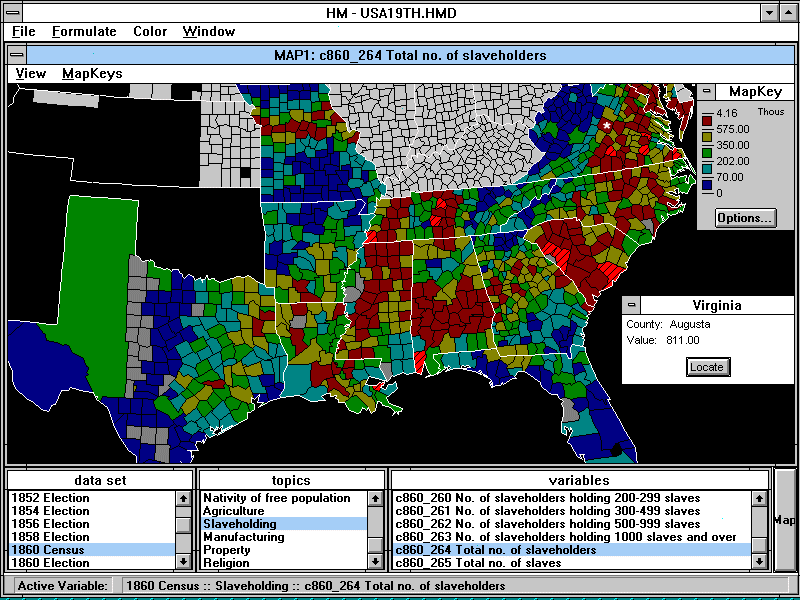 HM - USA19TH.HMD
File Formulate Color Window
MAP1: c860_264 Total no. of slaveholders
View MapKeys
MapKey
4.16 Thous
575.00
350.00
202.00
70.00
0
Options...
Virginia
County: Augusta
Value: 811.00
Locate
data set
1852 Election
1854 Election
1856 Election
1858 Election
1860 Census
1860 Election
topics
Nativity of free population
Agriculture
Slaveholding
Manufacturing
Property
Religion
variables
c860_260 No. of slaveholders holding 200-299 slaves
c860_261 No. of slaveholders holding 300-499 slaves
c860_262 No. of slaveholders holding 500-999 slaves
c860_263 No. of slaveholders holding 1000 slaves and over
c860_264 Total no. of slaveholders
c860_265 Total no. of slaves
Map
Active Variable: 1860 Census :: Slaveholding :: c860_264 Total no. of slaveholders